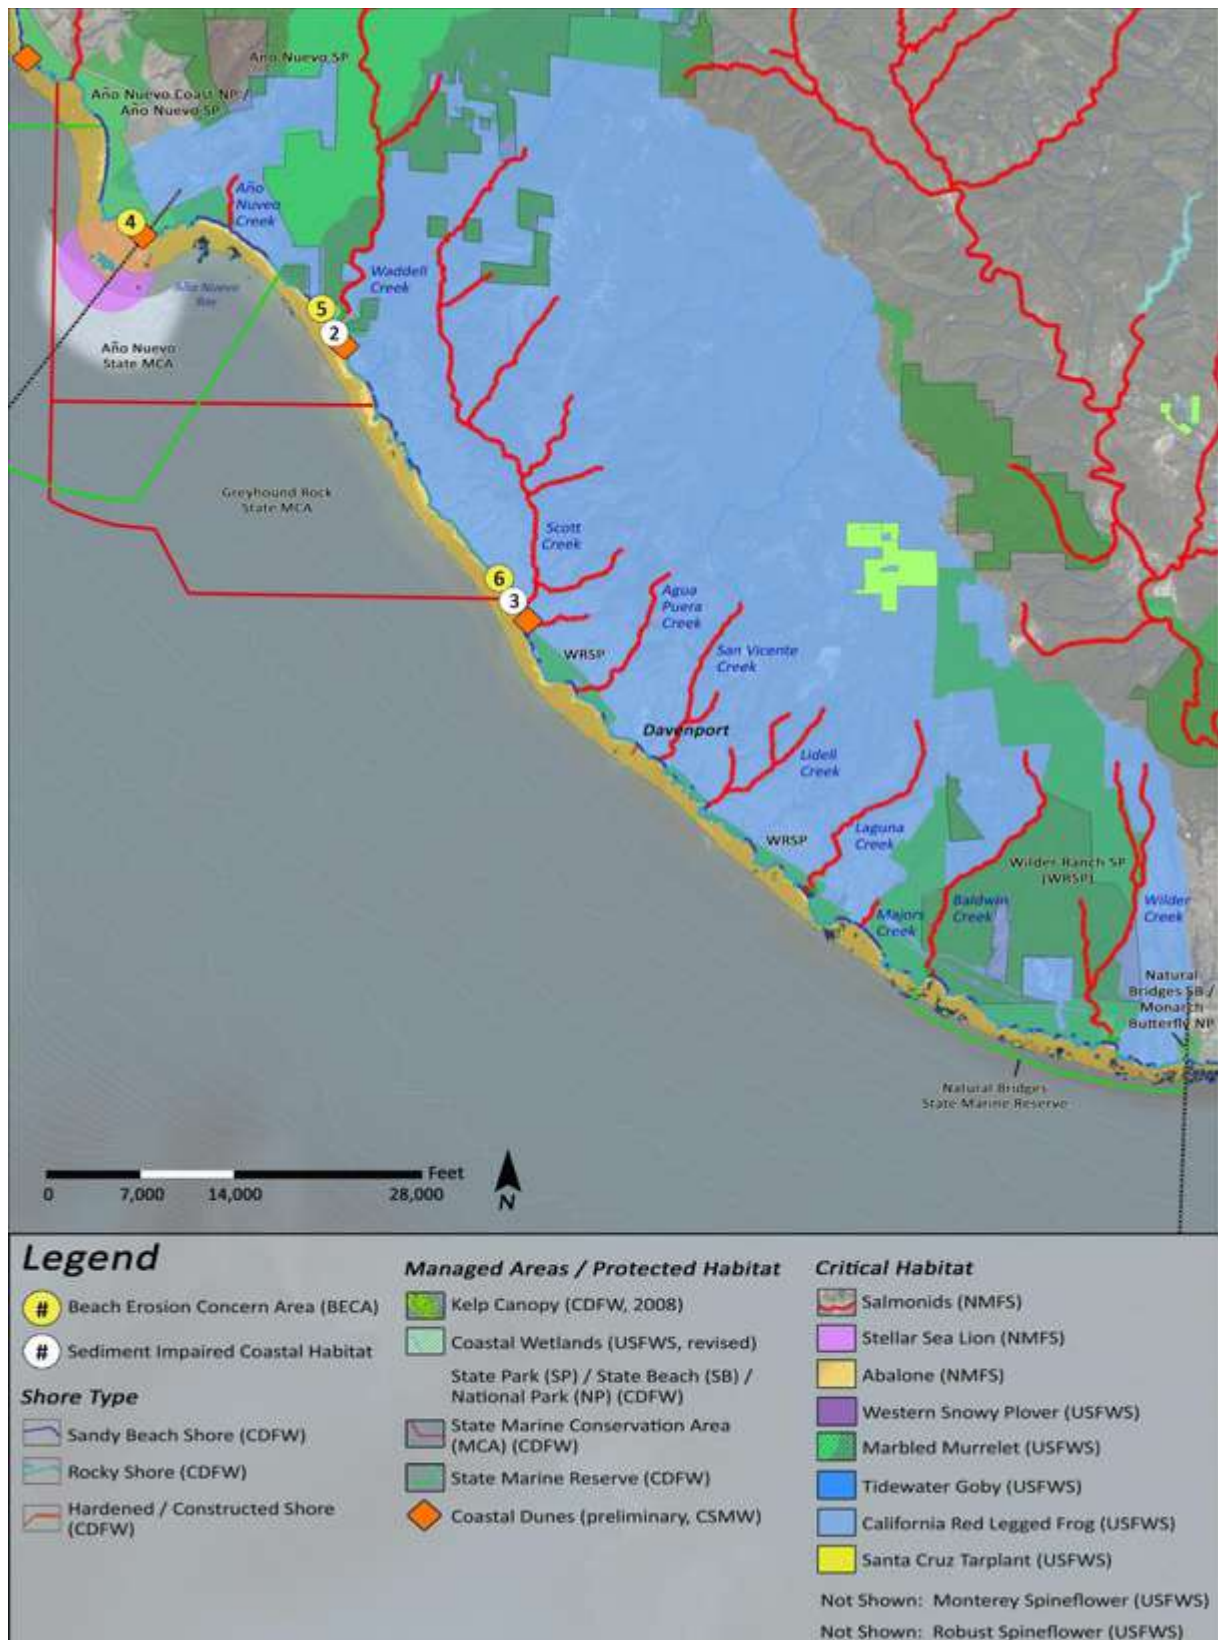 Año Nuevo SP
Año Nuevo Coast NP /
Año Nuevo SP
Año
Nuveo
Creek
4
Waddell
Creek
Año Nuevo
Bay
5
2
Año Nuevo
State MCA
Greyhound Rock
State MCA
Scott
Creek
6
3
Agua
Puera
Creek
WRSP
San Vicente
Creek
Davenport
Lidell
Creek
WRSP
Laguna
Creek
Wilder Ranch SP
(WRSP)
Majors
Creek
Baldwin
Creek
Wilder
Creek
Natural
Bridges SB /
Monarch
Butterfly NP
Natural Bridges
State Marine Reserve
Feet
0 7,000 14,000 28,000
N
Legend
# Beach Erosion Concern Area (BECA)
# Sediment Impaired Coastal Habitat
Shore Type
Sandy Beach Shore (CDFW)
Rocky Shore (CDFW)
Hardened / Constructed Shore
(CDFW)
Managed Areas / Protected Habitat
Kelp Canopy (CDFW, 2008)
Coastal Wetlands (USFWS, revised)
State Park (SP) / State Beach (SB) /
National Park (NP) (CDFW)
State Marine Conservation Area
(MCA) (CDFW)
State Marine Reserve (CDFW)
Coastal Dunes (preliminary, CSMW)
Critical Habitat
Salmonids (NMFS)
Stellar Sea Lion (NMFS)
Abalone (NMFS)
Western Snowy Plover (USFWS)
Marbled Murrelet (USFWS)
Tidewater Goby (USFWS)
California Red Legged Frog (USFWS)
Santa Cruz Tarplant (USFWS)
Not Shown: Monterey Spineflower (USFWS)
Not Shown: Robust Spineflower (USFWS)